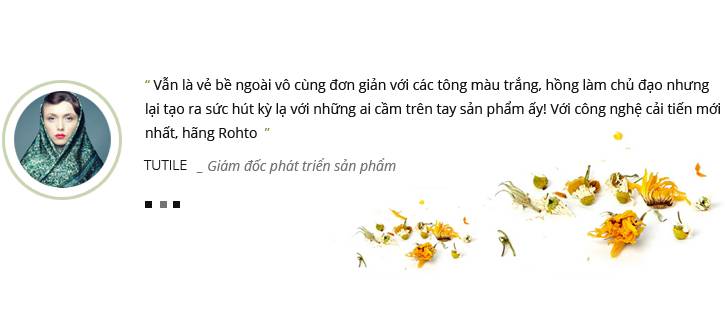 “ Vẫn là vẻ bề ngoài vô cùng đơn giản với các tông màu trắng, hồng làm chủ đạo nhưng
lại tạo ra sức hút kỳ lạ với những ai cầm trên tay sản phẩm ấy! Với công nghệ cải tiến mới
nhất, hãng Rohto ”
TUTILE _ Giám đốc phát triển sản phẩm